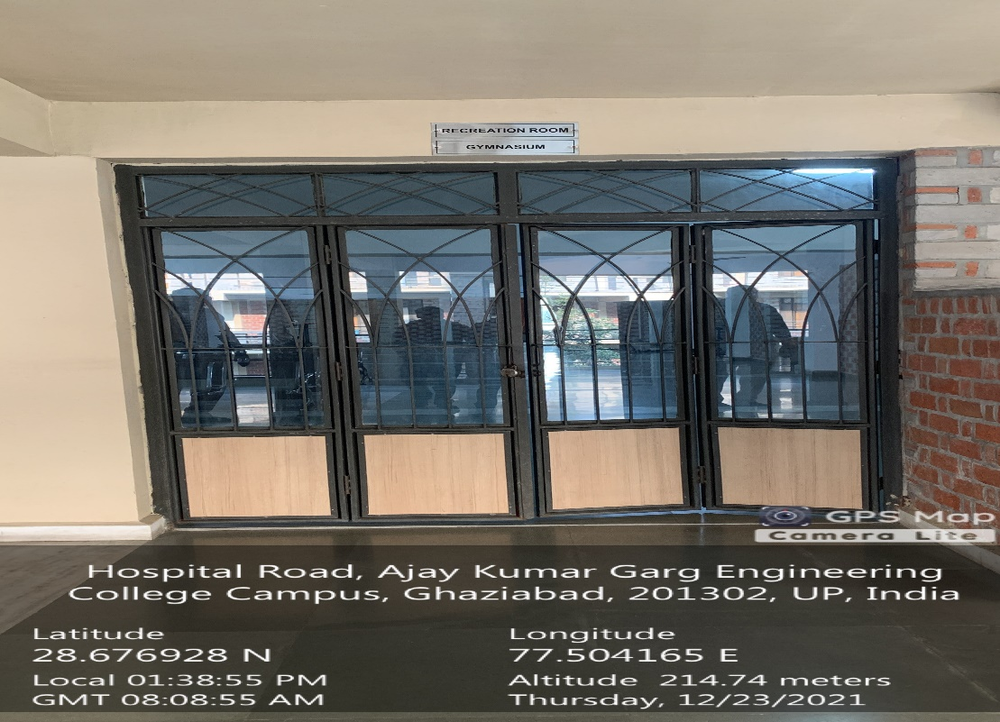 RECREATION ROOM
GYMNASIUM
GPS Map
Camera Lite
Hospital Road, Ajay Kumar Garg Engineering
College Campus, Ghaziabad, 201302, UP, India
Latitude
28.676928 N
Local 01:38:55 PM
GMT 08:08:55 AM
Longitude
77.504165 E
Altitude 214.74 meters
Thursday, 12/23/2021